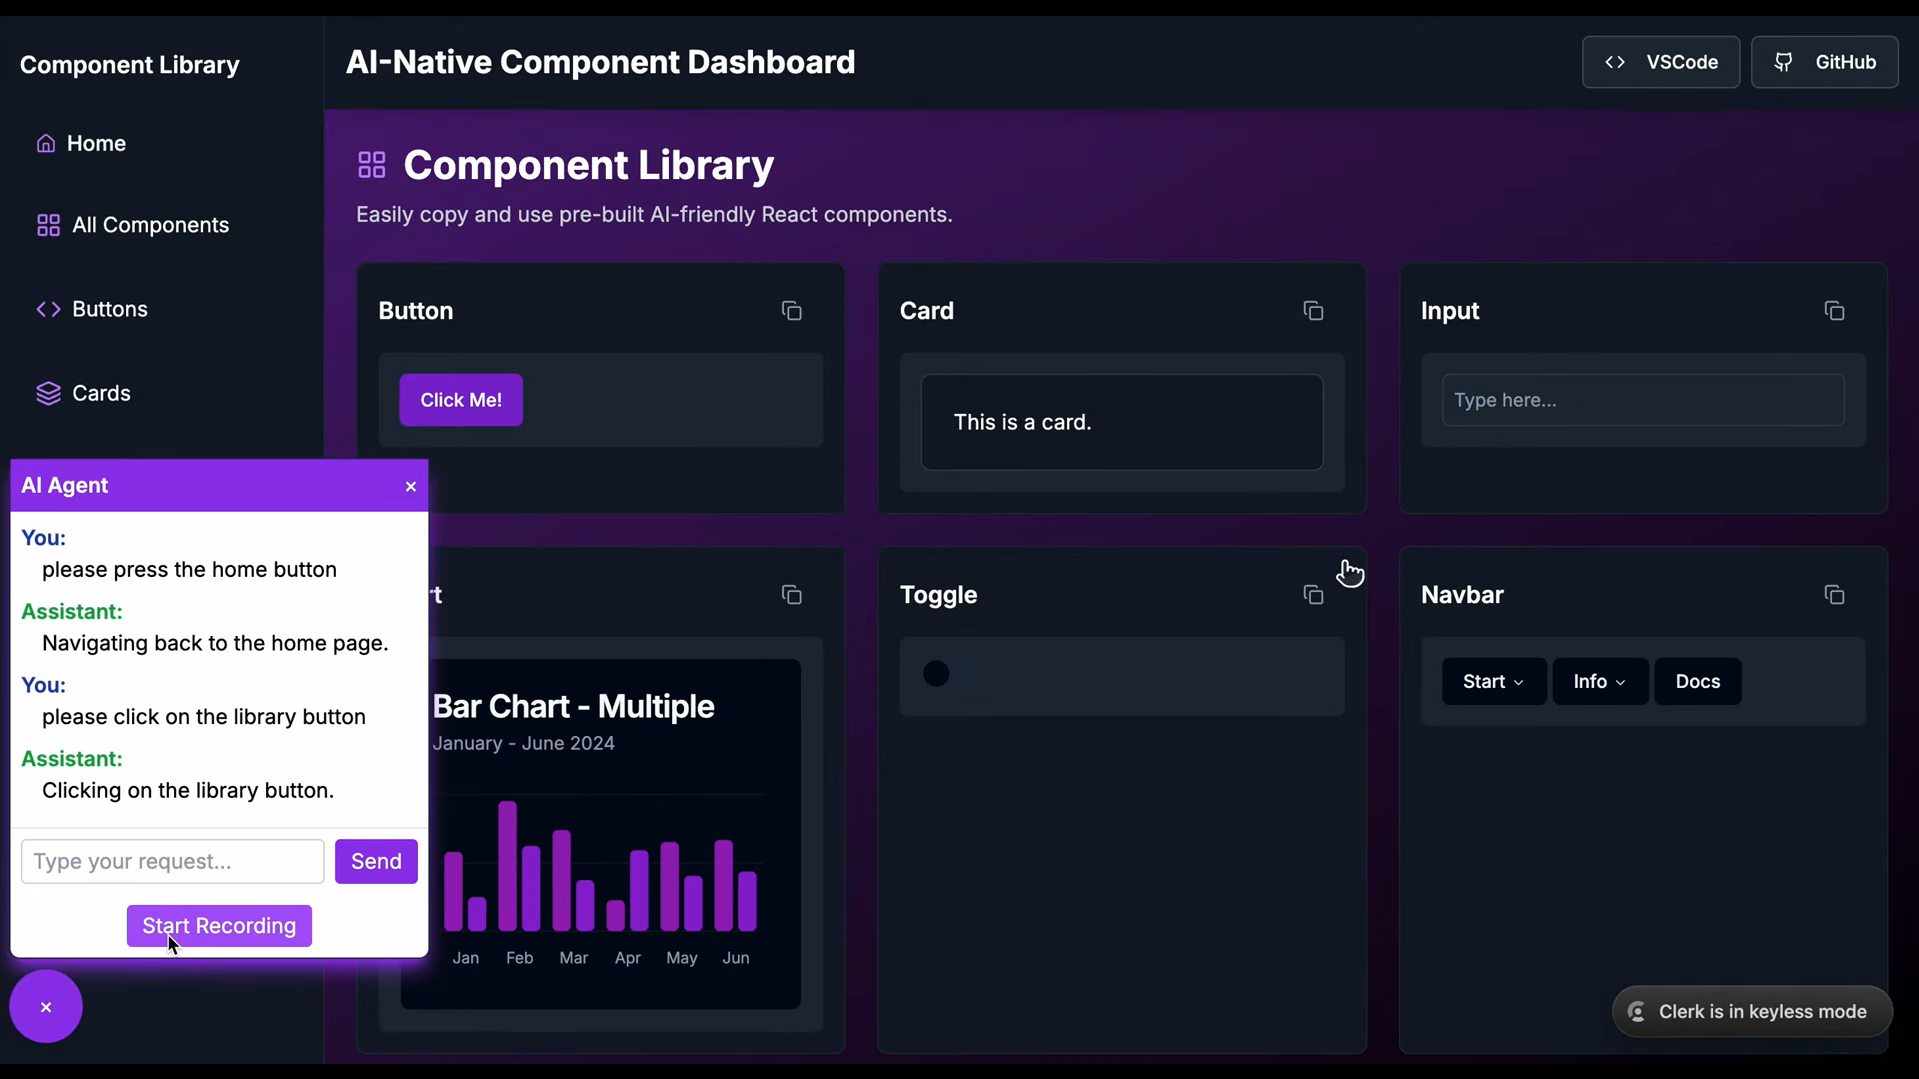 Component Library
AI-Native Component Dashboard
VSCode
GitHub
Home
All Components
Buttons
Cards
Component Library
Easily copy and use pre-built AI-friendly React components.
Button
Click Me!
Card
This is a card.
Input
Type here...
AI Agent
×
You:
please press the home button
Assistant:
Navigating back to the home page.
You:
please click on the library button
Assistant:
Clicking on the library button.
Type your request...
Send
Start Recording
×
rt
Bar Chart - Multiple
January - June 2024
Jan Feb Mar Apr May Jun
Toggle
Navbar
Start
Info
Docs
Clerk is in keyless mode